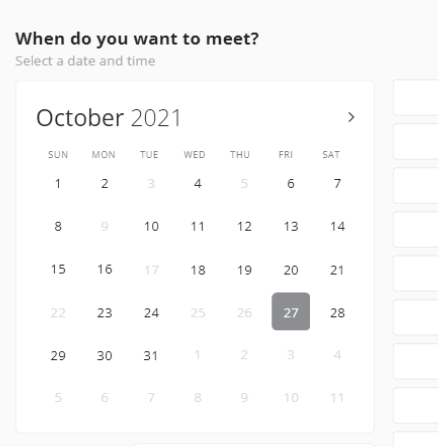 When do you want to meet?
Select a date and time
October 2021
SUN MON TUE WED THU FRI SAT
1 2 3 4 5 6 7
8 9 10 11 12 13 14
15 16 17 18 19 20 21
22 23 24 25 26 27 28
29 30 31 1 2 3 4
5 6 7 8 9 10 11